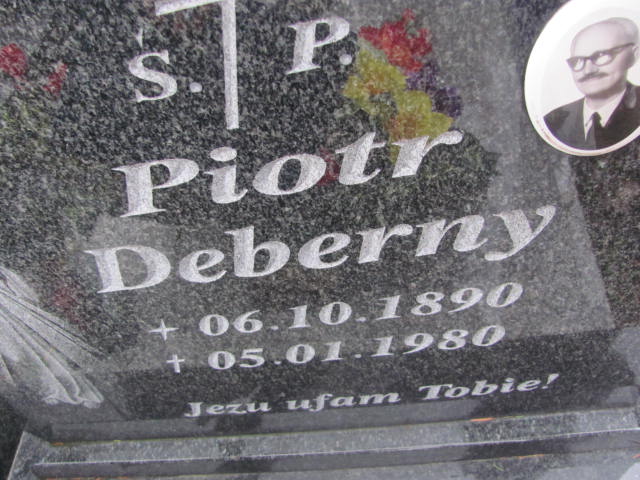 Ś. P.
Piotr
Deberny
+ 06.10.1890
† 05.01.1980
Jezu ufam Tobie!